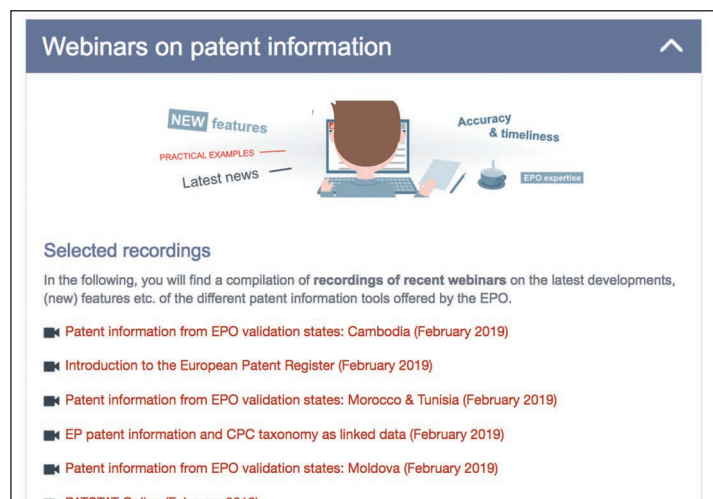 Webinars on patent information
NEW features
PRACTICAL EXAMPLES
Latest news
Accuracy
& timeliness
EPO expertise
Selected recordings
In the following, you will find a compilation of recordings of recent webinars on the latest developments,
(new) features etc. of the different patent information tools offered by the EPO.
Patent information from EPO validation states: Cambodia (February 2019)
Introduction to the European Patent Register (February 2019)
Patent information from EPO validation states: Morocco & Tunisia (February 2019)
EP patent information and CPC taxonomy as linked data (February 2019)
Patent information from EPO validation states: Moldova (February 2019)